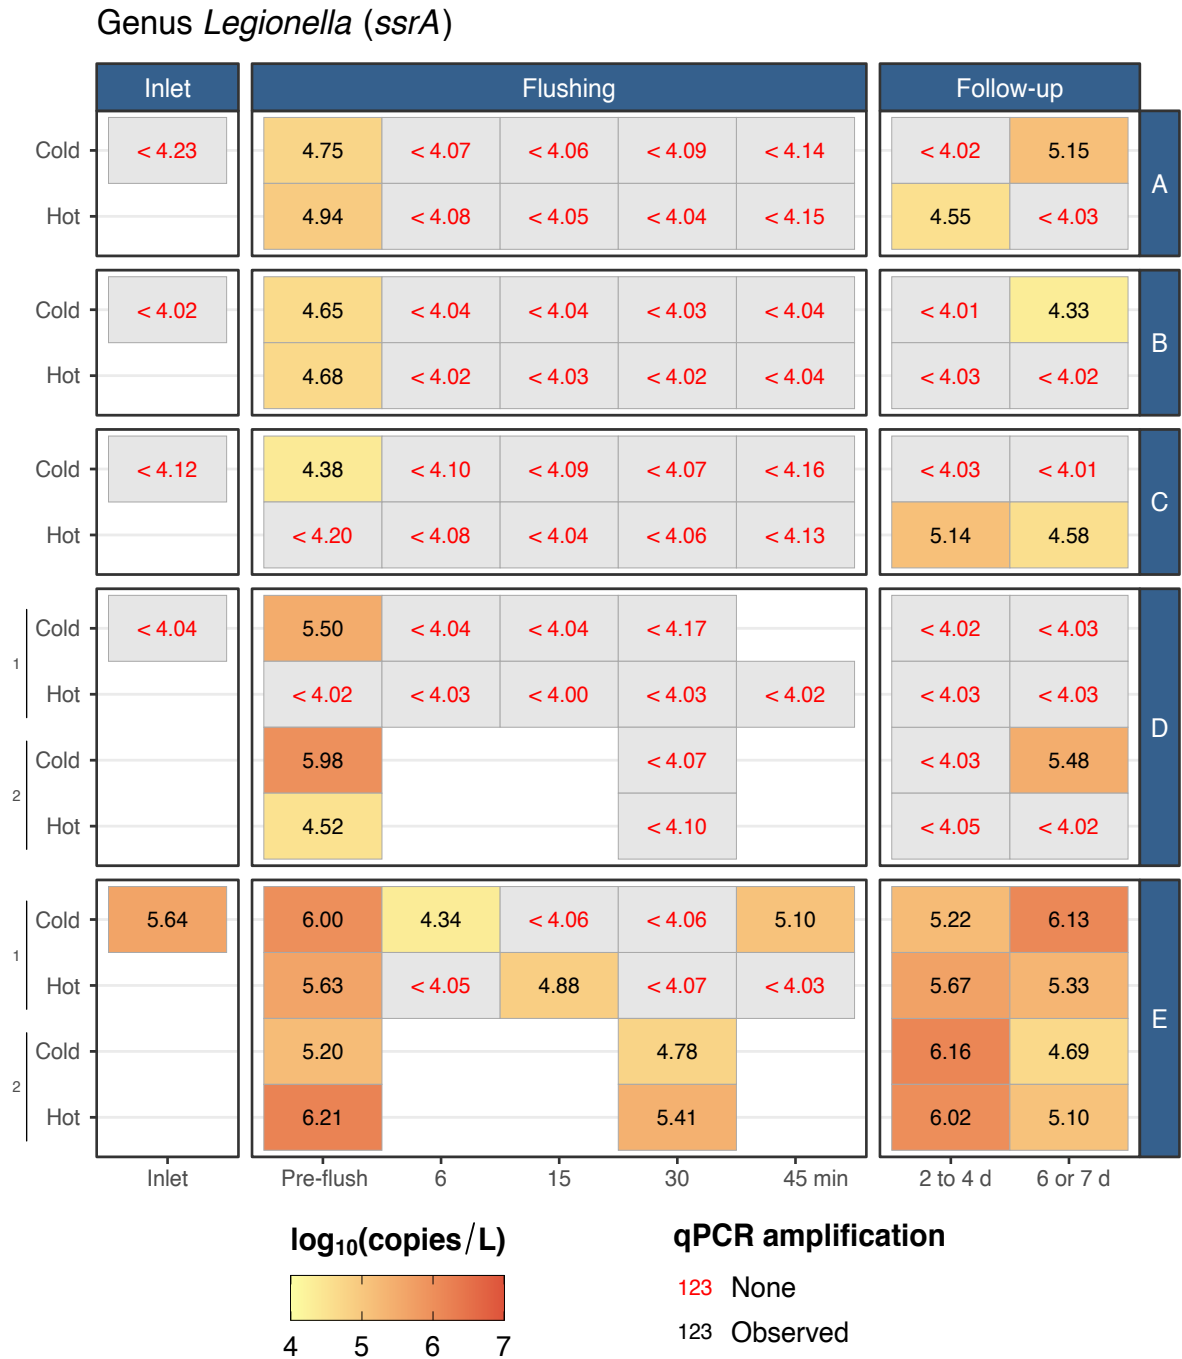 Genus Legionella (ssrA)
Inlet Flushing Follow-up
Cold < 4.23 4.75 < 4.07 < 4.06 < 4.09 < 4.14 < 4.02 5.15
A
Hot 4.94 < 4.08 < 4.05 < 4.04 < 4.15 4.55 < 4.03
Cold < 4.02 4.65 < 4.04 < 4.04 < 4.03 < 4.04 < 4.01 4.33
B
Hot 4.68 < 4.02 < 4.03 < 4.02 < 4.04 < 4.03 < 4.02
Cold < 4.12 4.38 < 4.10 < 4.09 < 4.07 < 4.16 < 4.03 < 4.01
C
Hot < 4.20 < 4.08 < 4.04 < 4.06 < 4.13 5.14 4.58
Cold < 4.04 5.50 < 4.04 < 4.04 < 4.17 < 4.02 < 4.03
1
Hot < 4.02 < 4.03 < 4.00 < 4.03 < 4.02 < 4.03 < 4.03
D
Cold 5.98 < 4.07 < 4.03 5.48
2
Hot 4.52 < 4.10 < 4.05 < 4.02
Cold 5.64 6.00 4.34 < 4.06 < 4.06 5.10 5.22 6.13
1
Hot 5.63 < 4.05 4.88 < 4.07 < 4.03 5.67 5.33
E
Cold 5.20 4.78 6.16 4.69
2
Hot 6.21 5.41 6.02 5.10
Inlet Pre-flush 6 15 30 45 min 2 to 4 d 6 or 7 d
log₁₀(copies/L)
4 5 6 7
qPCR amplification
123 None
123 Observed